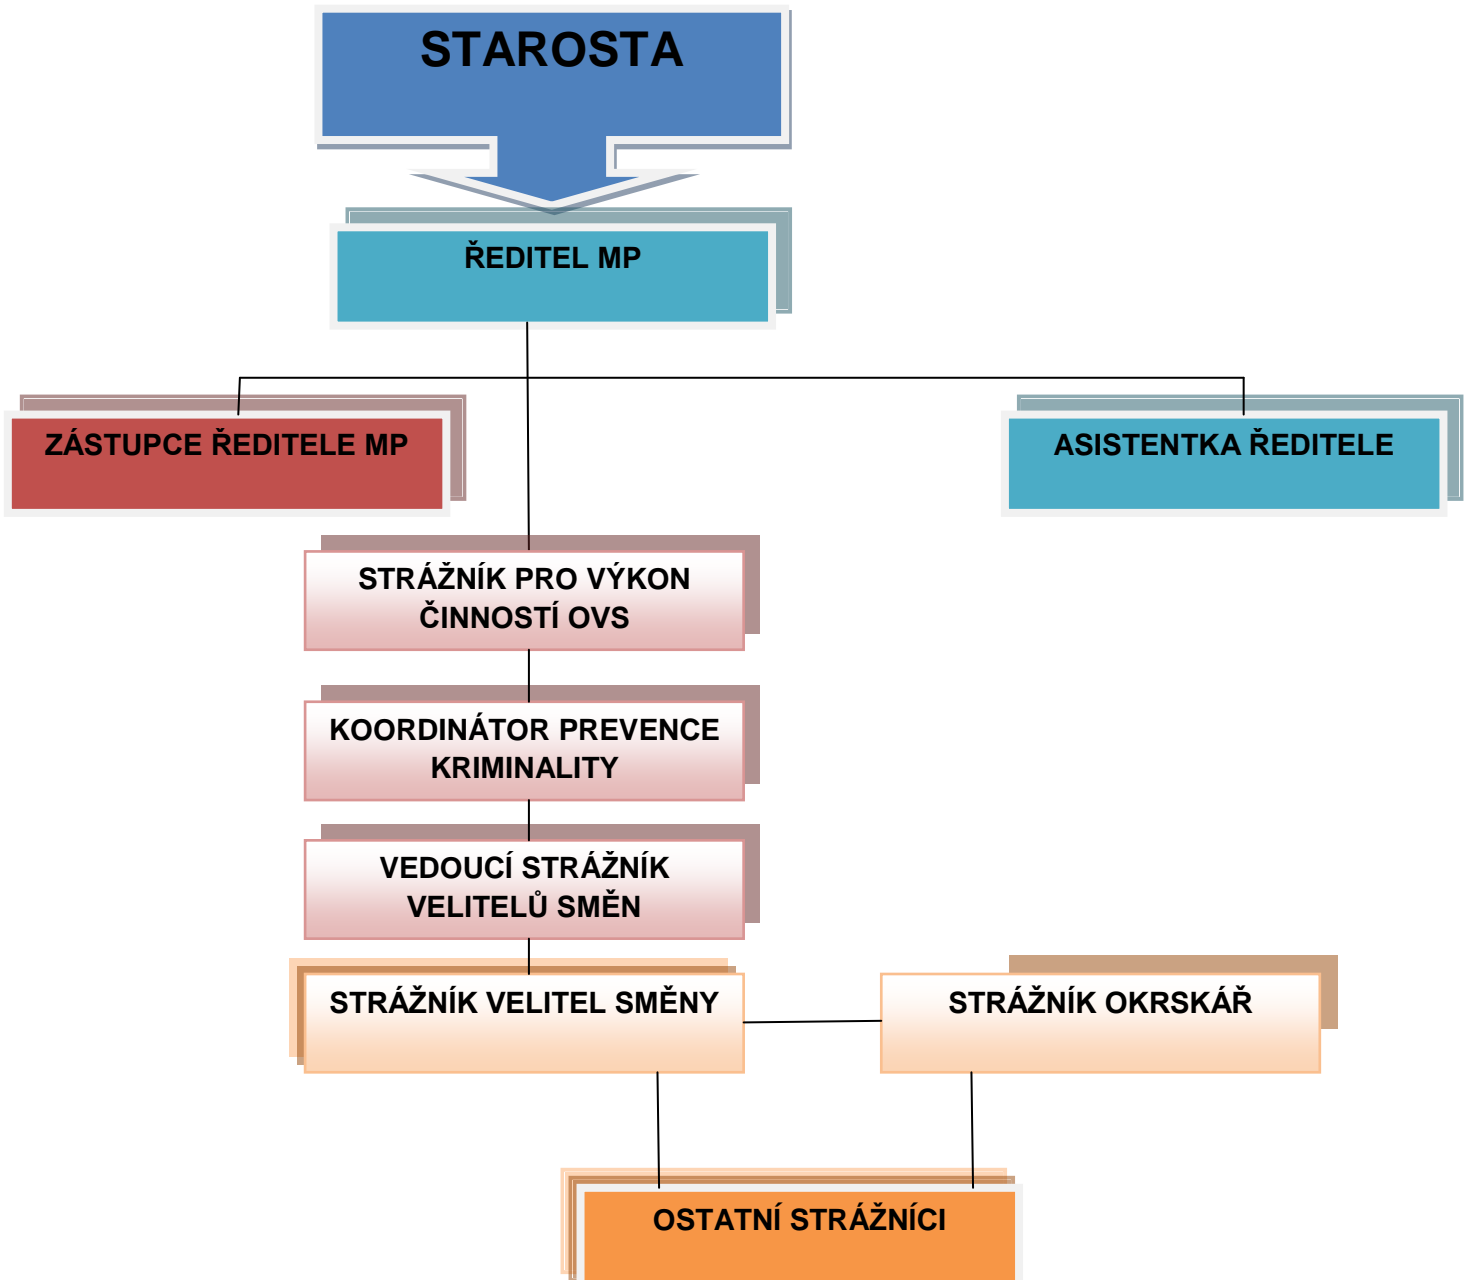 STAROSTA
ŘEDITEL MP
ZÁSTUPCE ŘEDITELE MP
ASISTENTKA ŘEDITELE
STRÁŽNÍK PRO VÝKON
ČINNOSTÍ OVS
KOORDINÁTOR PREVENCE
KRIMINALITY
VEDOUCÍ STRÁŽNÍK
VELITELŮ SMĚN
STRÁŽNÍK VELITEL SMĚNY
STRÁŽNÍK OKRSKÁŘ
OSTATNÍ STRÁŽNÍCI